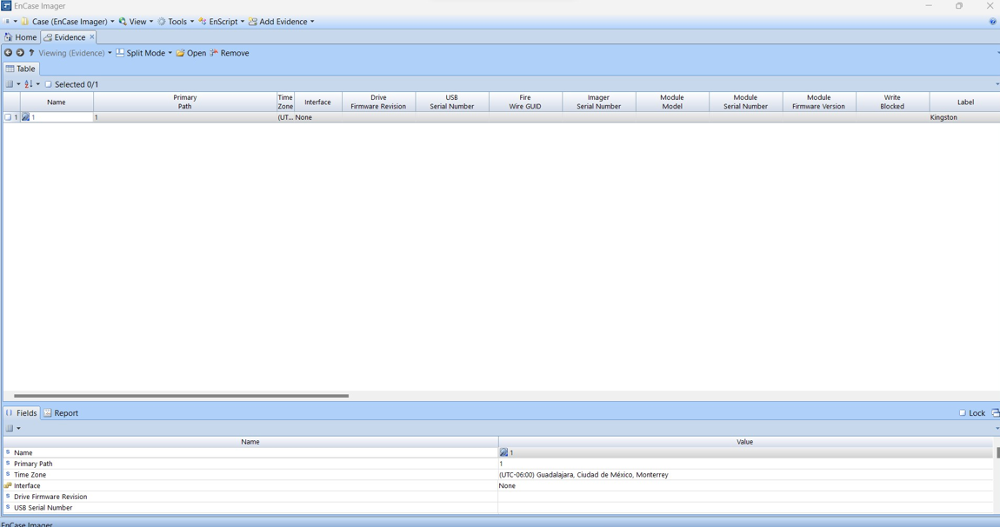 EnCase Imager
Case (EnCase Imager) View Tools EnScript Add Evidence
Home Evidence
Viewing (Evidence) Split Mode Open Remove
Table
Selected 0/1
Name Primary Path Time Zone Interface Drive Firmware Revision USB Serial Number Fire Wire GUID Imager Serial Number Module Model Module Serial Number Module Firmware Version Write Blocked Label
1 1 1 (UT... None Kingston
Fields Report Lock
Name Value
Name 1
Primary Path 1
Time Zone (UTC-06:00) Guadalajara, Ciudad de México, Monterrey
Interface None
Drive Firmware Revision
USB Serial Number
EnCase Imager